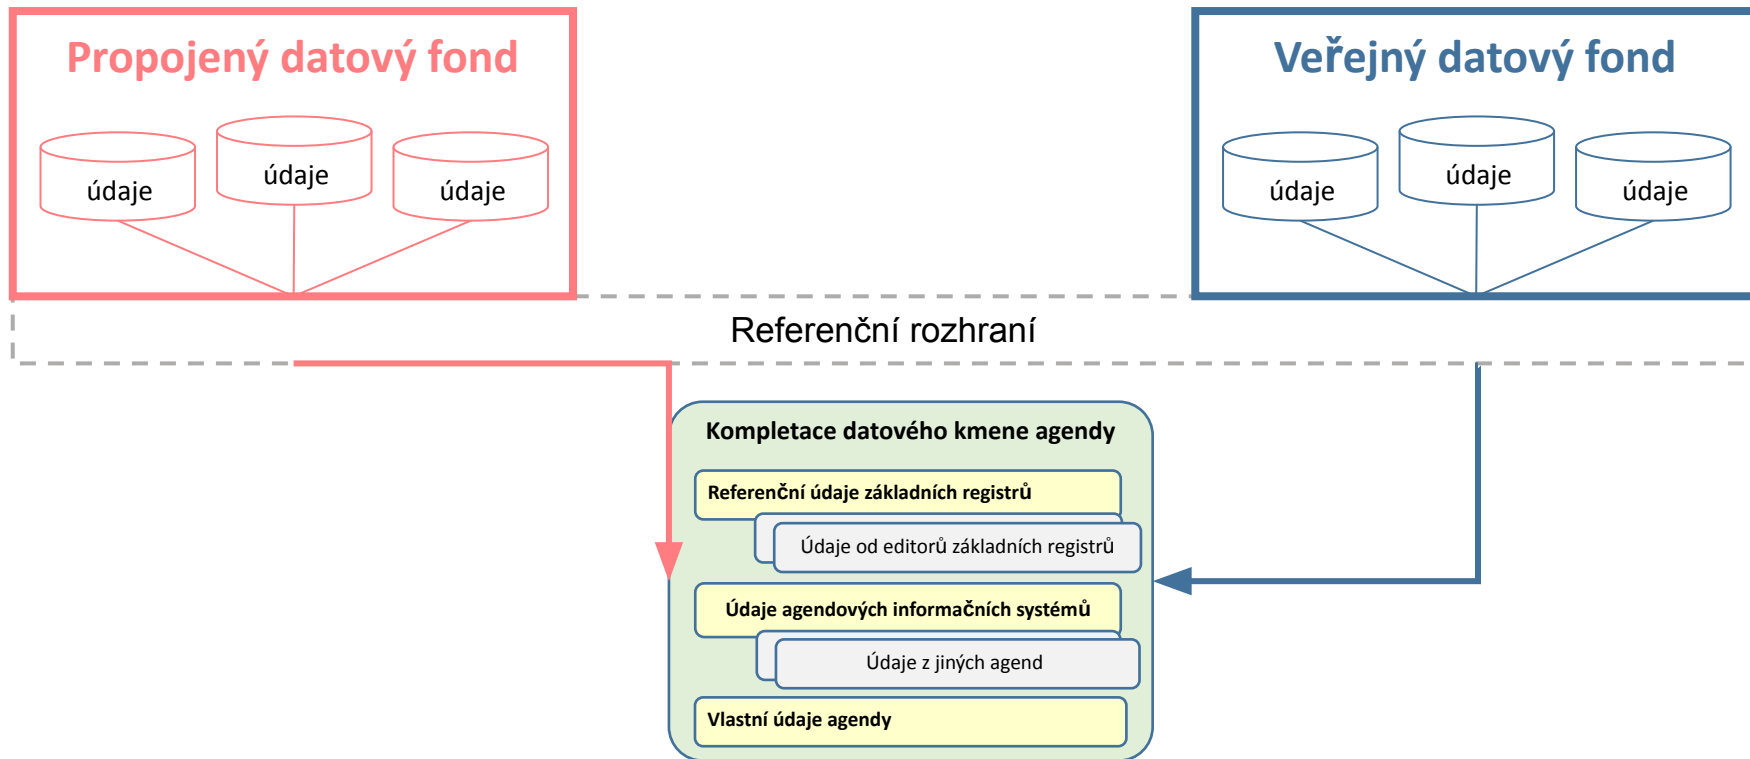 Propojený datový fond
Veřejný datový fond
údaje
údaje
údaje
údaje
údaje
údaje
Referenční rozhraní
Kompletace datového kmene agendy
Referenční údaje základních registrů
Údaje od editorů základních registrů
Údaje agendových informačních systémů
Údaje z jiných agend
Vlastní údaje agendy